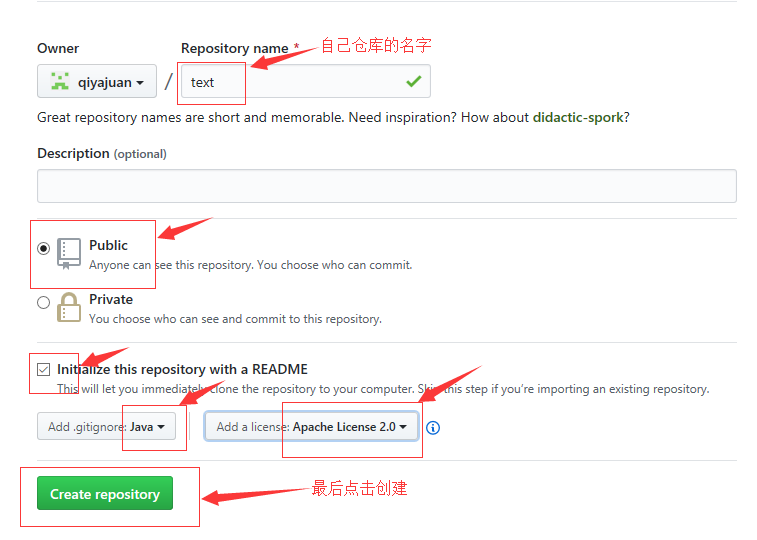 Owner
Repository name *
自己仓库的名字
qiyajuan
/
text
Great repository names are short and memorable. Need inspiration? How about didactic-spork?
Description (optional)
Public
Anyone can see this repository. You choose who can commit.
Private
You choose who can see and commit to this repository.
Initialize this repository with a README
This will let you immediately clone the repository to your computer. Skip this step if you're importing an existing repository.
Add .gitignore: Java
Add a license: Apache License 2.0
Create repository
最后点击创建